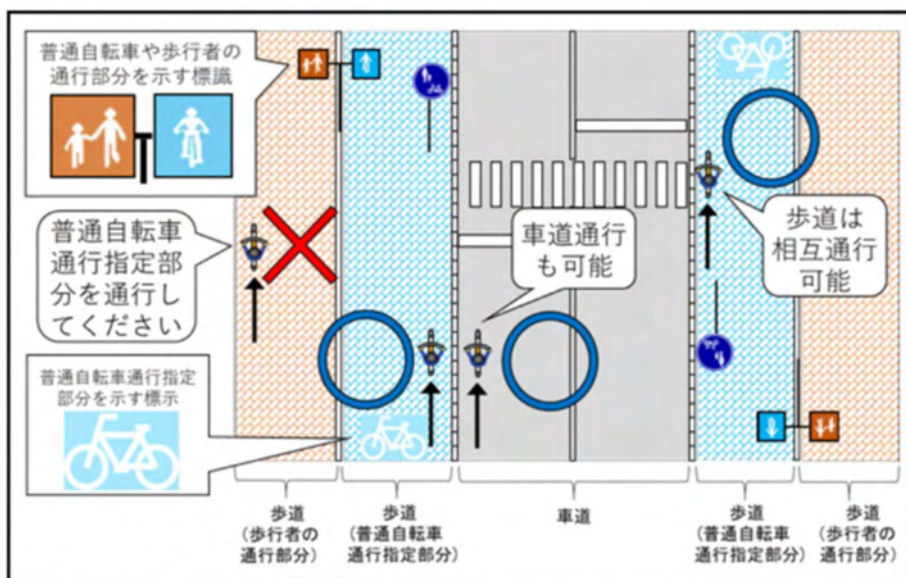 普通自転車や歩行者の
通行部分を示す標識
普通自転車
通行指定部
分を通行し
てください
車道通行
も可能
歩道は
相互通行
可能
普通自転車通行指定
部分を示す標示
歩道
(歩行者の
通行部分)
歩道
(普通自転車
通行指定部分)
車道
歩道
(普通自転車
通行指定部分)
歩道
(歩行者の
通行部分)